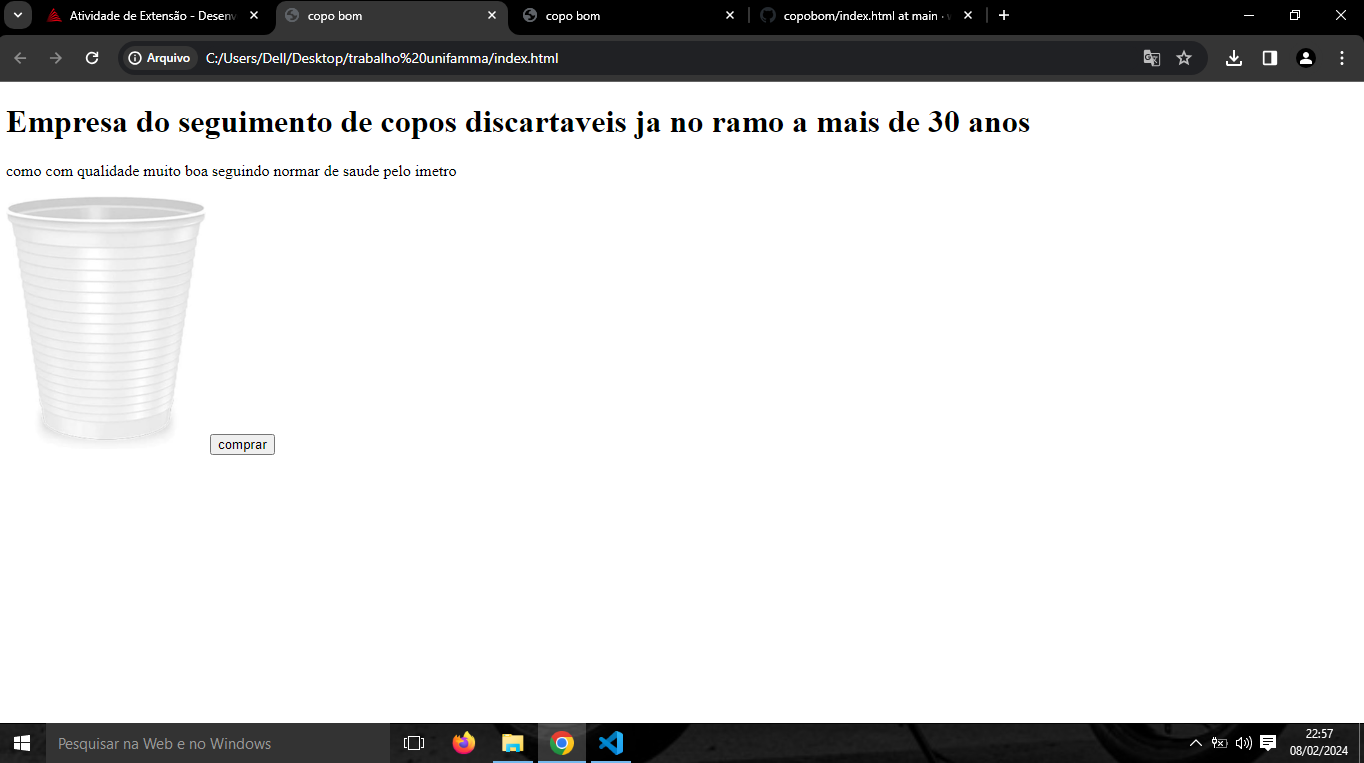 Atividade de Extensão - Desenv
copo bom
copo bom
copobom/index.html at main ·
Arquivo
C:/Users/Dell/Desktop/trabalho%20unifamma/index.html
Empresa do seguimento de copos discartaveis ja no ramo a mais de 30 anos
como com qualidade muito boa seguindo normar de saude pelo imetro
comprar
Pesquisar na Web e no Windows
22:57
08/02/2024